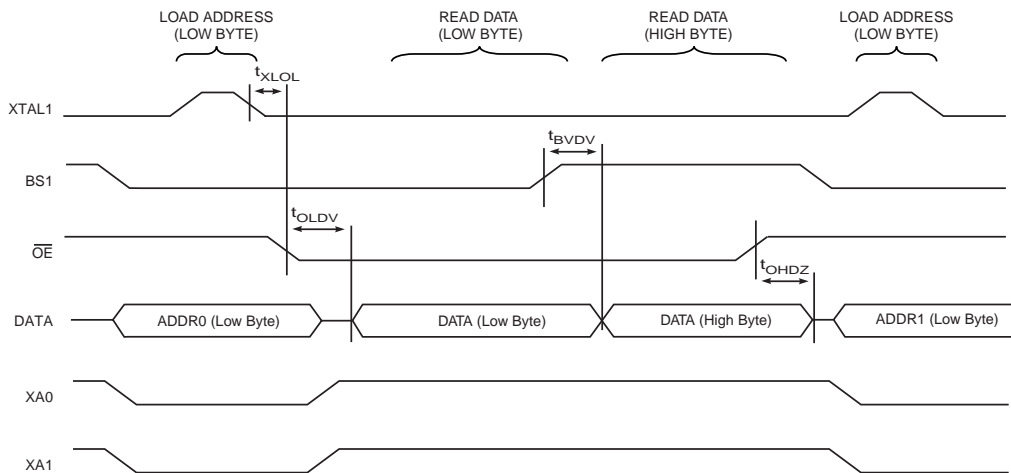 LOAD ADDRESS
(LOW BYTE)
READ DATA
(LOW BYTE)
READ DATA
(HIGH BYTE)
LOAD ADDRESS
(LOW BYTE)
tXLOL
XTAL1
tBVDV
BS1
tOLDV
OE
tOHDZ
DATA
ADDR0 (Low Byte)
DATA (Low Byte)
DATA (High Byte)
ADDR1 (Low Byte)
XA0
XA1